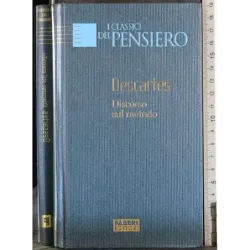 I CLASSICI
DEL PENSIERO
Descartes
Discorso
sul metodo
FABBRI
EDITORI